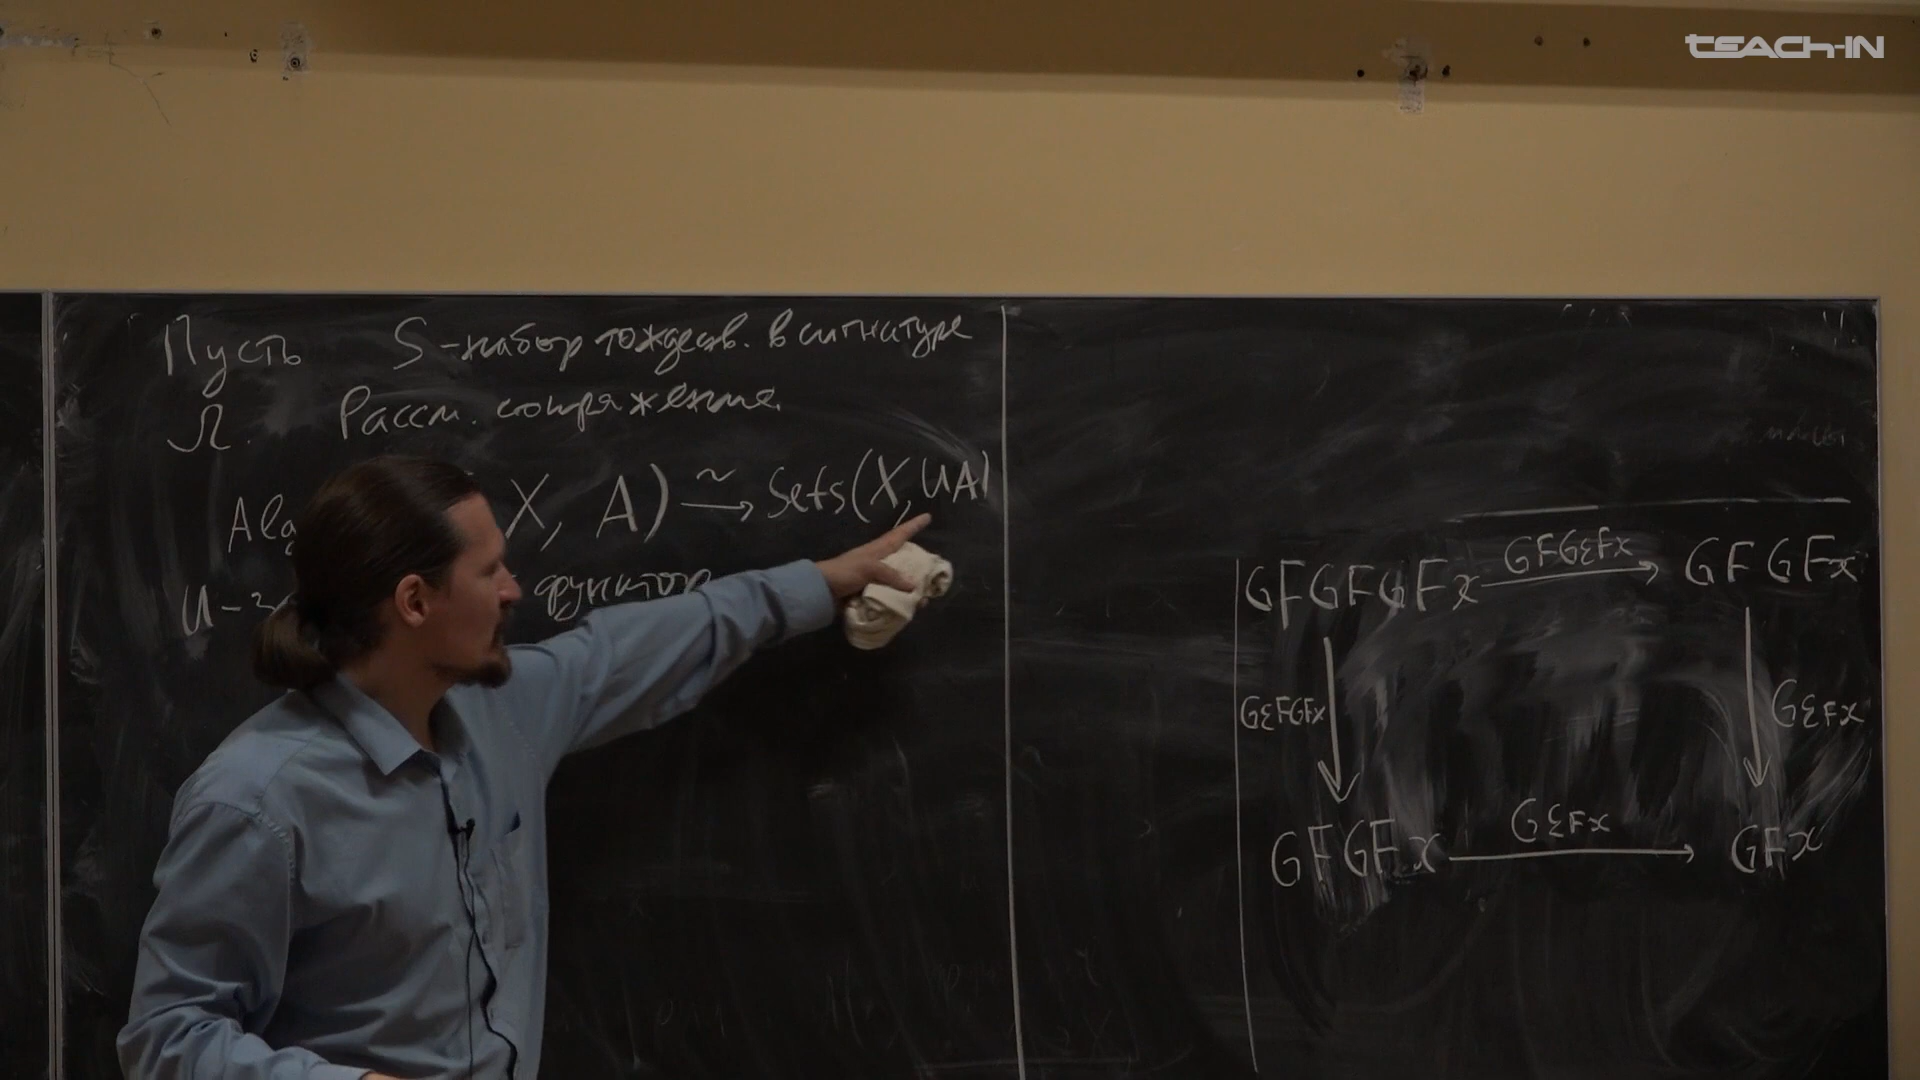 TEACH-IN
Пусть S - набор тождеств. в сигнатуре
Ω. Рассм. сопряжение
X, A) ⥲ Sets(X, UA)
U - функтор
GFGFGFx GFGεFx GFGFx
GεFGFx GεFx
GFGFx GεFx GFx